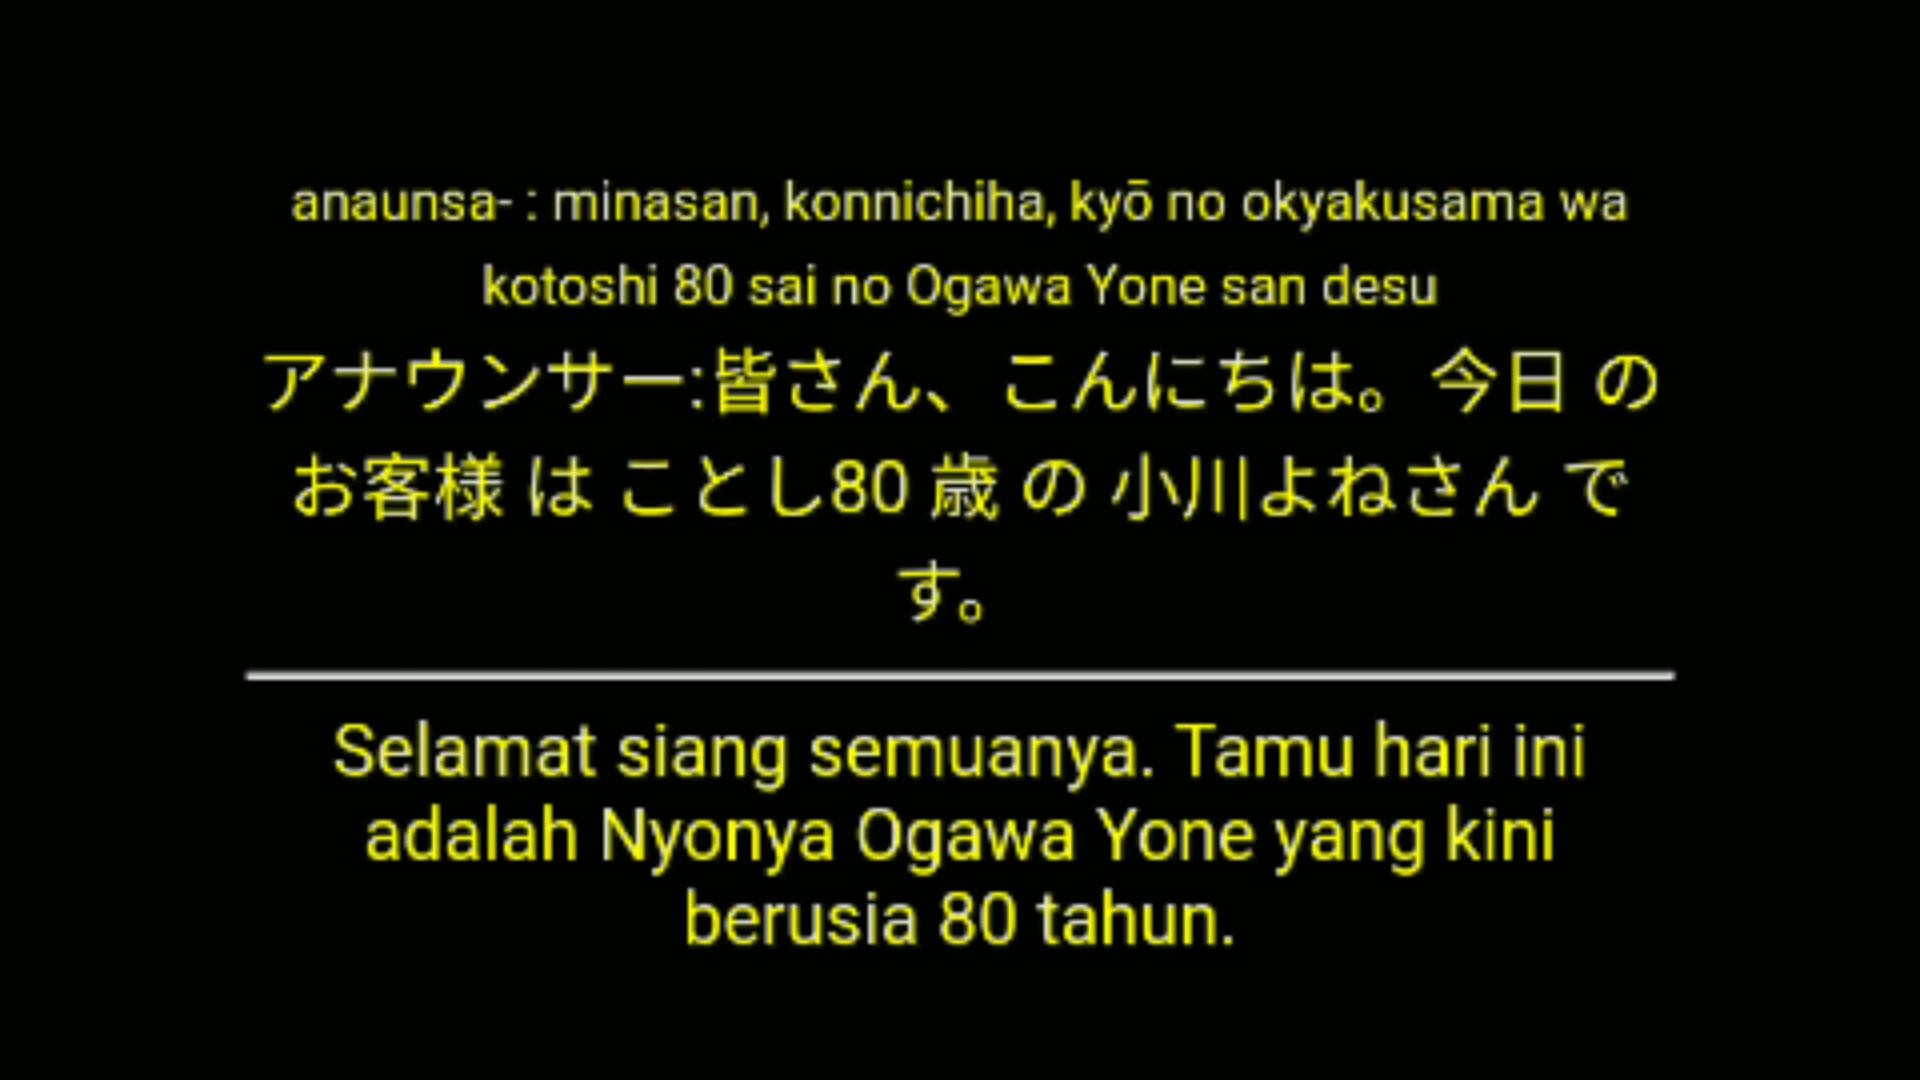 anaunsa- : minasan, konnichiha, kyō no okyakusama wa
kotoshi 80 sai no Ogawa Yone san desu
アナウンサー:皆さん、こんにちは。今日 の
お客様 は ことし80 歳 の 小川よねさん で
す。
Selamat siang semuanya. Tamu hari ini
adalah Nyonya Ogawa Yone yang kini
berusia 80 tahun.